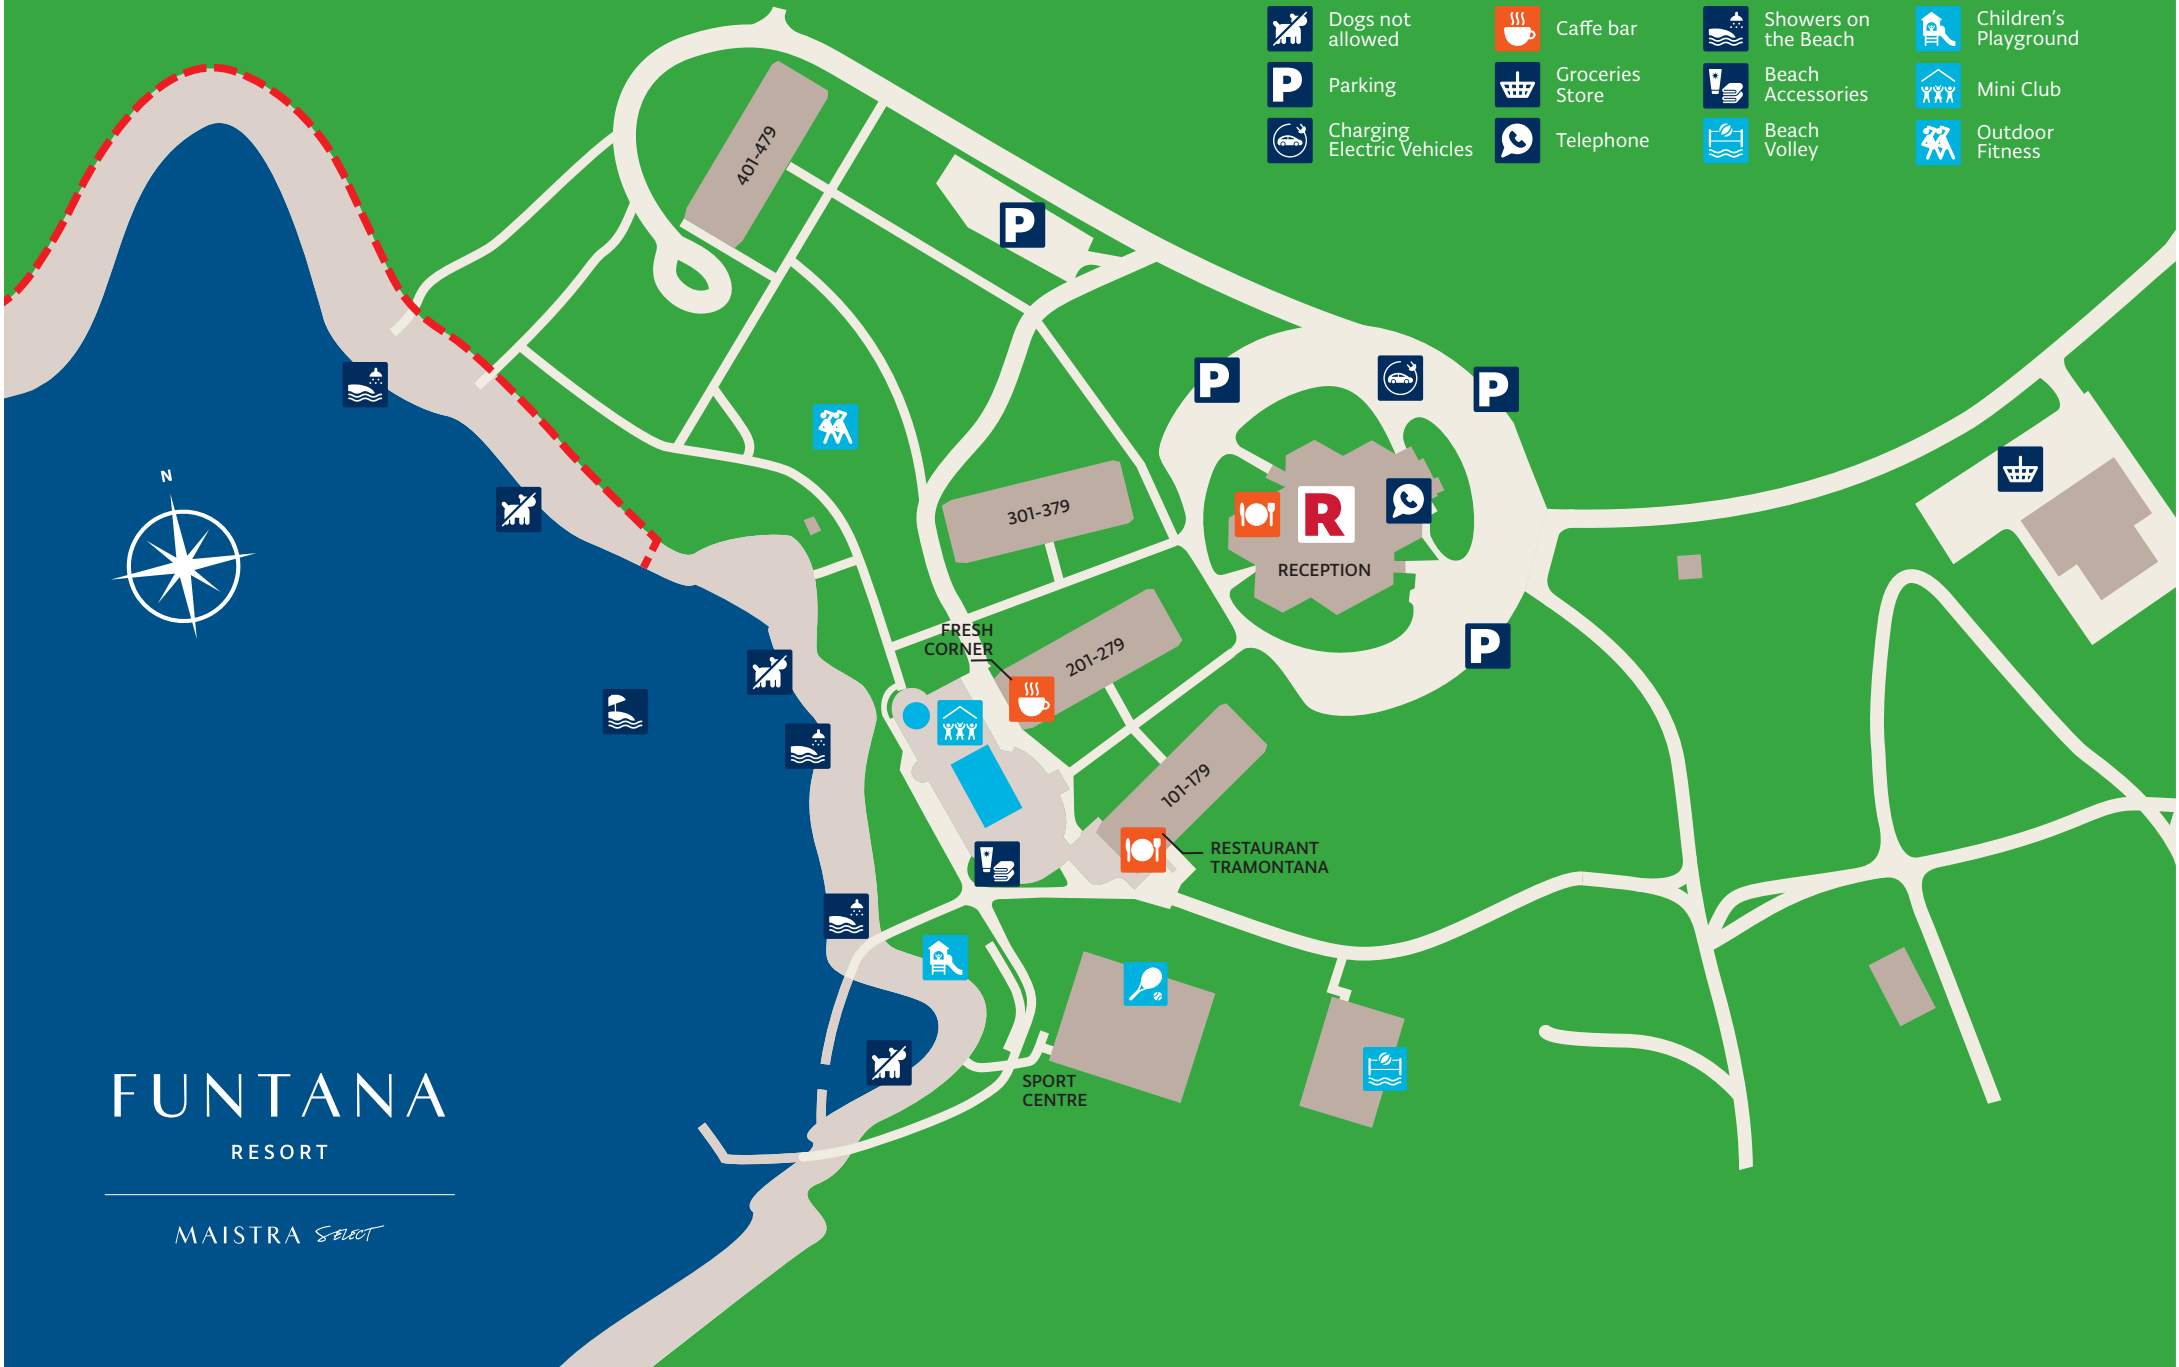 Dogs not
allowed
Parking
Charging
Electric Vehicles
Caffe bar
Groceries
Store
Telephone
Showers on
the Beach
Beach
Accessories
Beach
Volley
Children's
Playground
Mini Club
Outdoor
Fitness
401-479
P
P
P
N
301-379
R
RECEPTION
FRESH
CORNER
201-279
P
101-179
RESTAURANT
TRAMONTANA
SPORT
CENTRE
FUNTANA
RESORT
MAISTRA SELECT
P